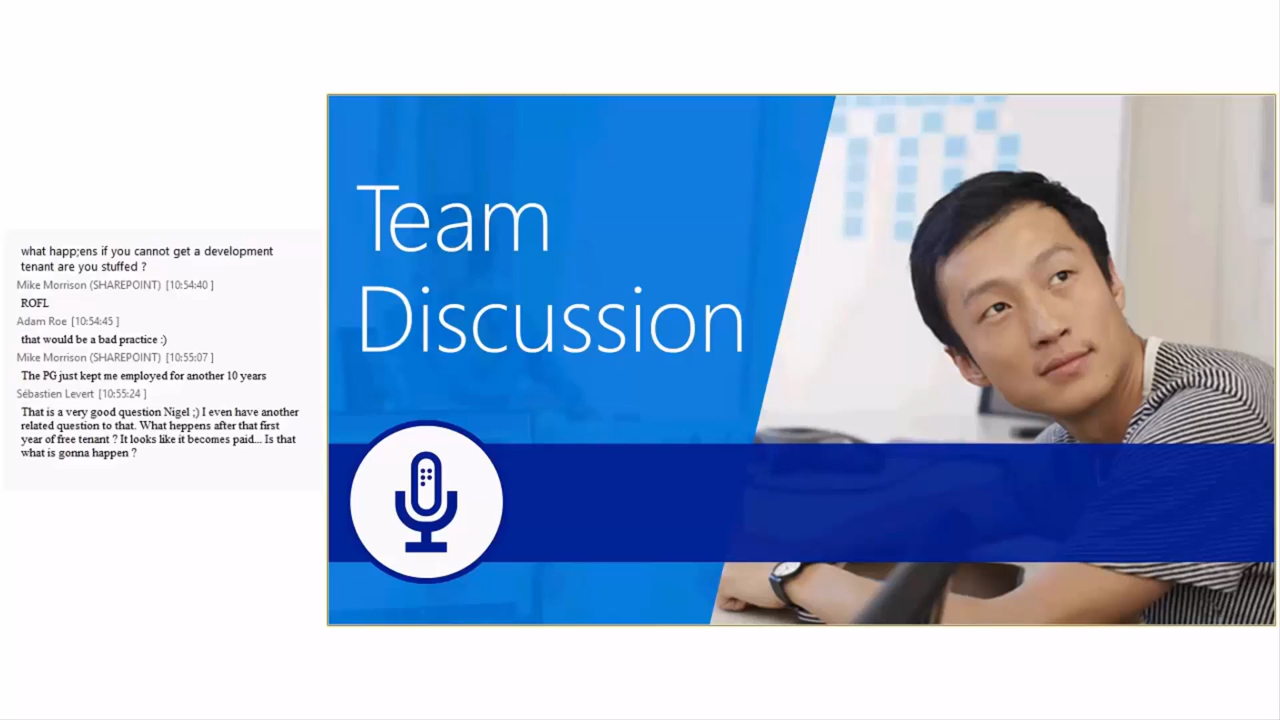 what happ;ens if you cannot get a development
tenant are you stuffed ?
Mike Morrison (SHAREPOINT) [10:54:40 ]
ROFL
Adam Roe [10:54:45 ]
that would be a bad practice :)
Mike Morrison (SHAREPOINT) [10:55:07 ]
The PG just kept me employed for another 10 years
Sébastien Levert [10:55:24 ]
That is a very good question Nigel ;) I even have another
related question to that. What heppens after that first
year of free tenant ? It looks like it becomes paid... Is that
what is gonna happen ?
Team
Discussion